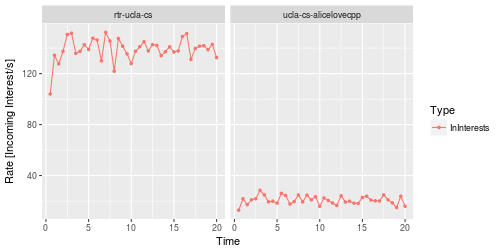 rtr-ucla-cs ucla-cs-alicelovecpp
Rate [Incoming Interest/s]
120
80
40
0 5 10 15 20 0 5 10 15 20
Time
Type
InInterests